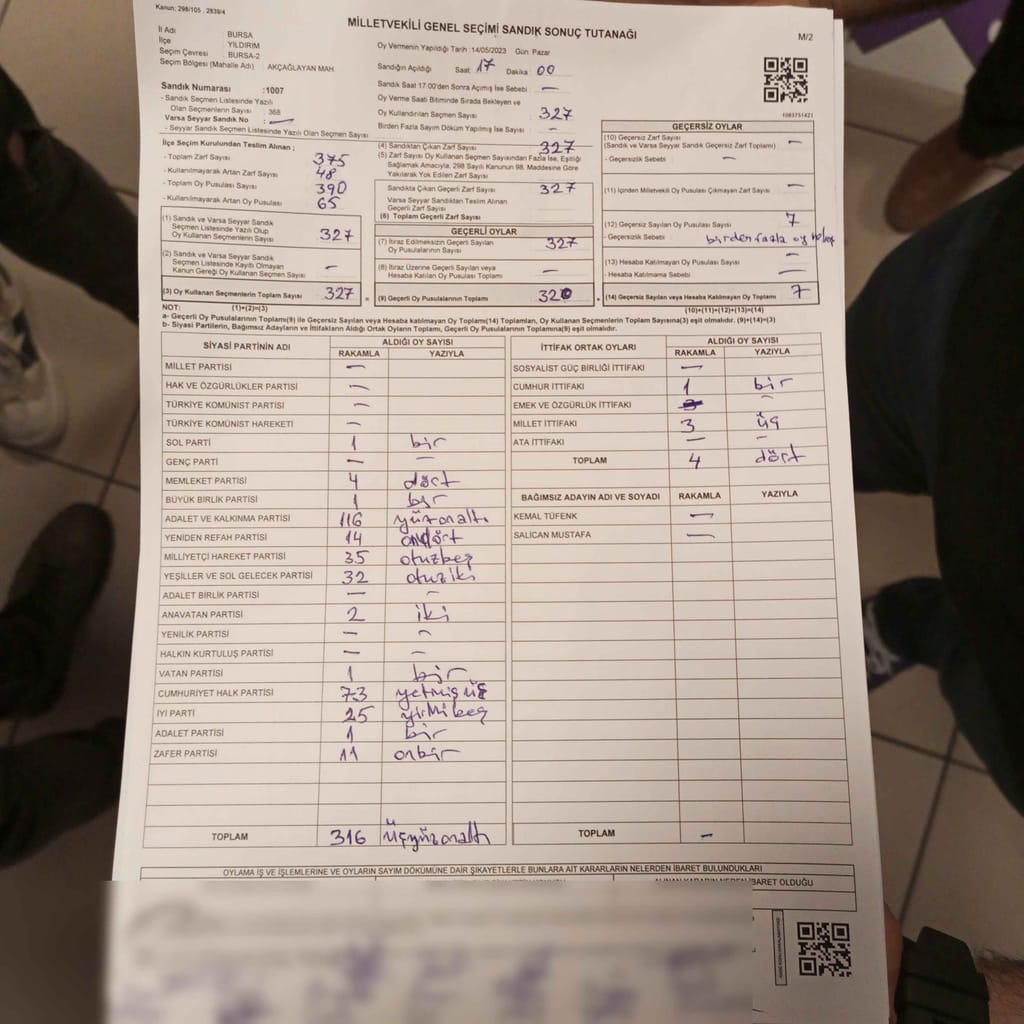 Kanun; 298/105 , 2839/4
MİLLETVEKİLİ GENEL SEÇİMİ SANDIK SONUÇ TUTANAĞI
M/2
İl Adı BURSA
İlçe YILDIRIM
Seçim Çevresi BURSA-2
Seçim Bölgesi (Mahalle Adı) AKÇAĞLAYAN MAH
Oy Vermenin Yapıldığı Tarih :14/05/2023 Gün: Pazar
Sandığın Açıldığı Saat: 17 Dakika 00
Sandık Numarası :1007
- Sandık Seçmen Listesinde Yazılı
Olan Seçmenlerin Sayısı 368
Varsa Seyyar Sandık No : —
- Seyyar Sandık Seçmen Listesinde Yazılı Olan Seçmen Sayısı
Sandık Saat 17.00'den Sonra Açımış İse Sebebi —
Oy Verme Saati Bitiminde Sırada Bekleyen ve
Oy Kullandırılan Seçmen Sayısı 327
Birden Fazla Sayım Döküm Yapılmış İse Sayısı —
1083751421
İlçe Seçim Kurulundan Teslim Alınan ;
- Toplam Zarf Sayısı 375
- Kullanılmayarak Artan Zarf Sayısı 48
- Toplam Oy Pusulası Sayısı 390
- Kullanılmayarak Artan Oy Pusulası 65
(1) Sandık ve Varsa Seyyar Sandık
Seçmen Listesinde Yazılı Olup
Oy Kullanan Seçmenlerin Sayısı 327
(2) Sandık ve Varsa Seyyar Sandık
Seçmen Listesinde Kayıtlı Olmayan
Kanun Gereği Oy Kullanan Seçmen Sayısı —
(3) Oy Kullanan Seçmenlerin Toplam Sayısı 327 =
(4) Sandıktan Çıkan Zarf Sayısı 327
(5) Zarf Sayısı Oy Kullanan Seçmen Sayısından Fazla İse, Eşitliği
Sağlamak Amacıyla, 298 Sayılı Kanunun 98. Maddesine Göre
Yakılarak Yok Edilen Zarf Sayısı
Sandıkta Çıkan Geçerli Zarf Sayısı 327
Varsa Seyyar Sandıktan Teslim Alınan
Geçerli Zarf Sayısı
(6) Toplam Geçerli Zarf Sayısı
GEÇERLİ OYLAR
(7) İtiraz Edilmeksizin Geçerli Sayılan
Oy Pusulalarının Sayısı 327
(8) İtiraz Üzerine Geçerli Sayılan veya
Hesaba Katılan Oy Pusulası Toplamı —
(9) Geçerli Oy Pusulalarının Toplamı 320 +
GEÇERSİZ OYLAR
(10) Geçersiz Zarf Sayısı
(Sandık ve Varsa Seyyar Sandık Geçersiz Zarf Toplamı) —
- Geçersizlik Sebebi —
(11) İçinden Milletvekili Oy Pusulası Çıkmayan Zarf Sayısı —
(12) Geçersiz Sayılan Oy Pusulası Sayısı 7
- Geçersizlik Sebebi birden fazla oy
(13) Hesaba Katılmayan Oy Pusulası Sayısı —
- Hesaba Katılmama Sebebi —
(14) Geçersiz Sayılan veya Hesaba Katılmayan Oy Toplamı 7
NOT: (1)+(2)=(3) (10)+(11)+(12)+(13)=(14)
a- Geçerli Oy Pusulalarının Toplamı(9) ile Geçersiz Sayılan veya Hesaba katılmayan Oy Toplamı(14) Toplamları, Oy Kullanan Seçmenlerin Toplam Sayısına(3) eşit olmalıdır. (9)+(14)=(3)
b- Siyasi Partilerin, Bağımsız Adayların ve İttifakların Aldığı Ortak Oyların Toplamı, Geçerli Oy Pusulalarının Toplamına(9) eşit olmalıdır.
SİYASİ PARTİNİN ADI ALDIĞI OY SAYISI
RAKAMLA YAZIYLA
MİLLET PARTİSİ —
HAK VE ÖZGÜRLÜKLER PARTİSİ —
TÜRKİYE KOMÜNİST PARTİSİ —
TÜRKİYE KOMÜNİST HAREKETİ —
SOL PARTİ 1 bir
GENÇ PARTİ — —
MEMLEKET PARTİSİ 4 dört
BÜYÜK BİRLİK PARTİSİ 1 bir
ADALET VE KALKINMA PARTİSİ 116 yüzonaltı
YENİDEN REFAH PARTİSİ 14 ondört
MİLLİYETÇİ HAREKET PARTİSİ 35 otuzbeş
YEŞİLLER VE SOL GELECEK PARTİSİ 32 otuziki
ADALET BİRLİK PARTİSİ — —
ANAVATAN PARTİSİ 2 iki
YENİLİK PARTİSİ — —
HALKIN KURTULUŞ PARTİSİ — —
VATAN PARTİSİ 1 bir
CUMHURİYET HALK PARTİSİ 73 yetmişüç
İYİ PARTİ 25 yirmibeş
ADALET PARTİSİ 1 bir
ZAFER PARTİSİ 11 onbir
TOPLAM 316 üçyüzonaltı
İTTİFAK ORTAK OYLARI ALDIĞI OY SAYISI
RAKAMLA YAZIYLA
SOSYALİST GÜÇ BİRLİĞİ İTTİFAKI —
CUMHUR İTTİFAKI 1 bir
EMEK VE ÖZGÜRLÜK İTTİFAKI —
MİLLET İTTİFAKI 3 üç
ATA İTTİFAKI — —
TOPLAM 4 dört
BAĞIMSIZ ADAYIN ADI VE SOYADI RAKAMLA YAZIYLA
KEMAL TÜFENK —
SALİCAN MUSTAFA —
TOPLAM —
OYLAMA İŞ VE İŞLEMLERİNE VE OYLARIN SAYIM DÖKÜMÜNE DAİR ŞİKAYETLERLE BUNLARA AİT KARARLARIN NELERDEN İBARET BULUNDUKLARI
ALINAN KARARIN NEDEN İBARET OLDUĞU